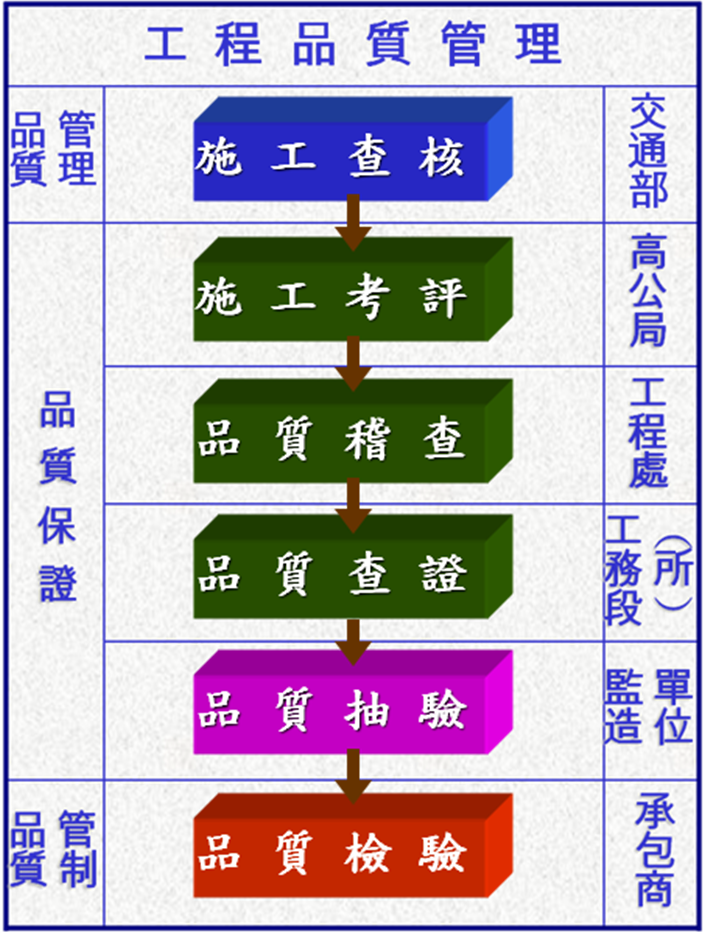 工程品質管理
品質管理
施工查核
交通部
品質保證
施工考評
高公局
品質稽查
工程處
品質查證
工務段（所）
品質抽驗
監造單位
品質管制
品質檢驗
承包商